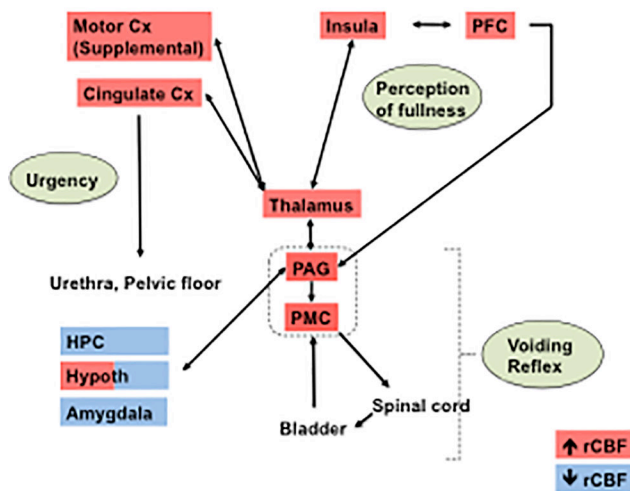 Motor Cx
(Supplemental)
Insula
PFC
Cingulate Cx
Perception
of fullness
Urgency
Thalamus
PAG
Urethra, Pelvic floor
PMC
HPC
Hypoth
Amygdala
Voiding
Reflex
Spinal cord
Bladder
rCBF
rCBF